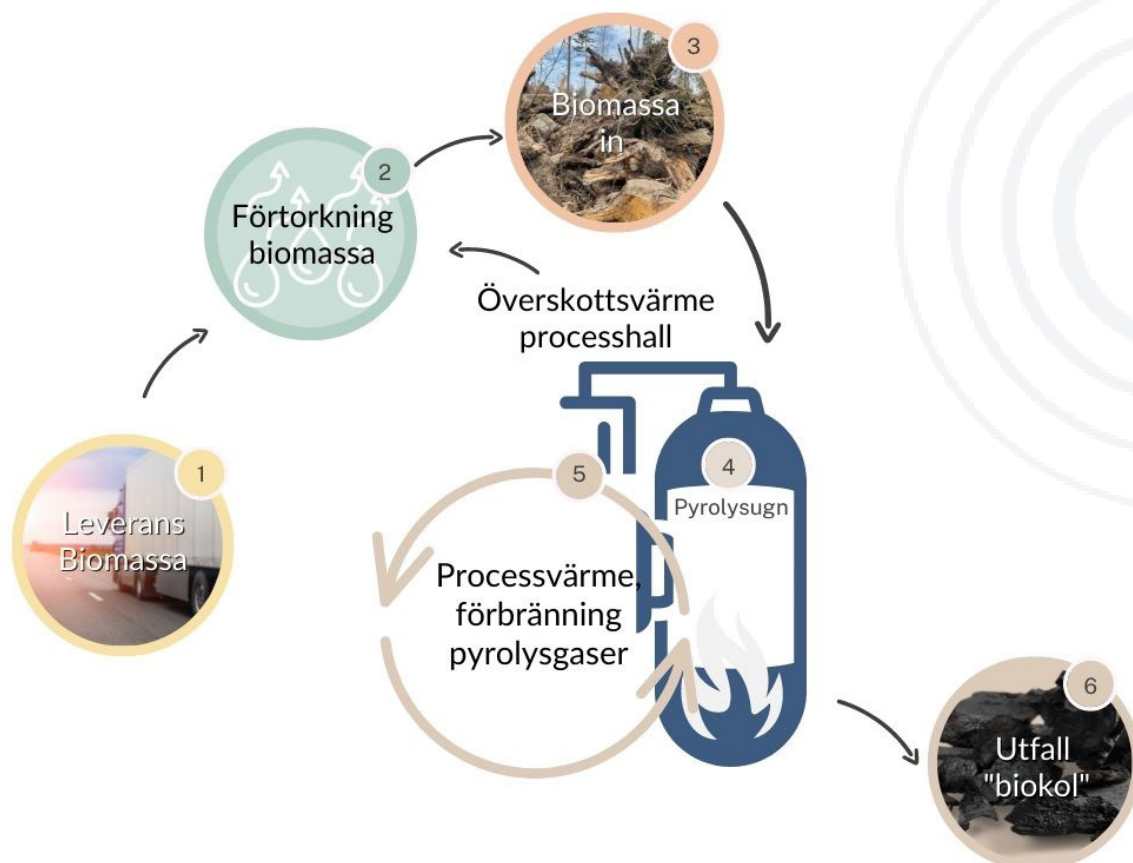 1
Leverans
Biomassa
2
Förtorkning
biomassa
3
Biomassa
in
Överskottsvärme
processhall
4
Pyrolysugn
5
Processvärme,
förbränning
pyrolysgaser
6
Utfall
"biokol"